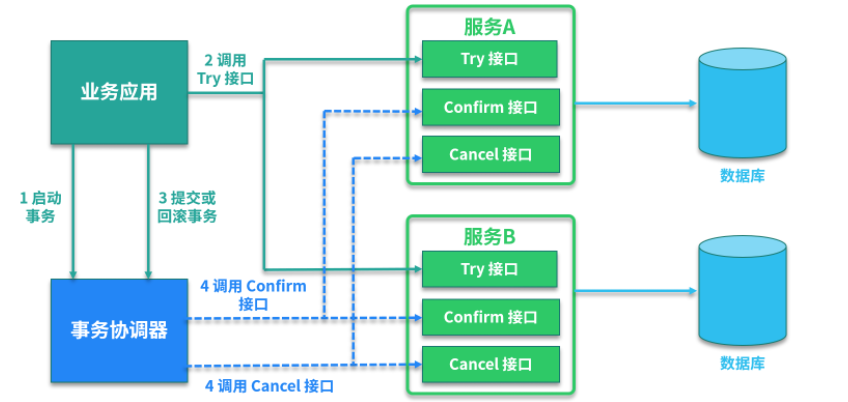 服务A
业务应用
2 调用
Try 接口
Try 接口
Confirm 接口
Cancel 接口
数据库
1 启动
事务
3 提交或
回滚事务
服务B
Try 接口
4 调用 Confirm
接口
事务协调器
Confirm 接口
Cancel 接口
4 调用 Cancel 接口
数据库